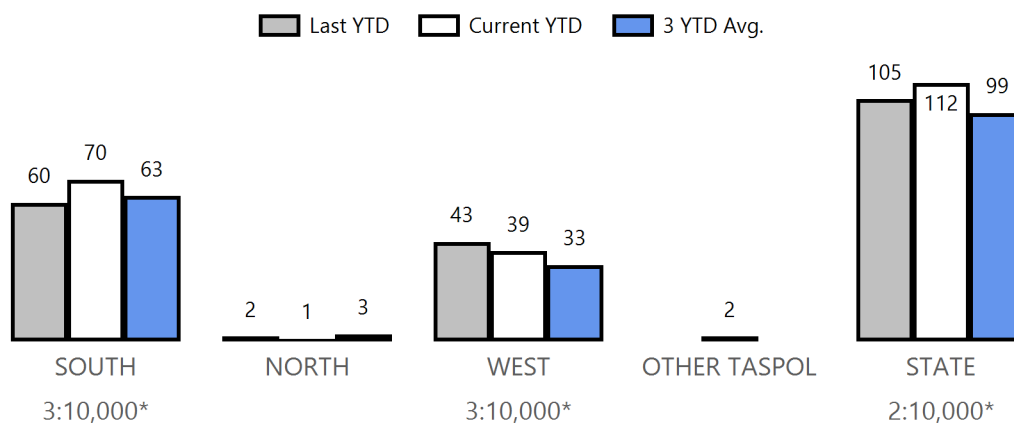 Last YTD Current YTD 3 YTD Avg.
105 112 99
60 70 63
43 39 33
2 1 3
2
SOUTH NORTH WEST OTHER TASPOL STATE
3:10,000* 3:10,000* 2:10,000*